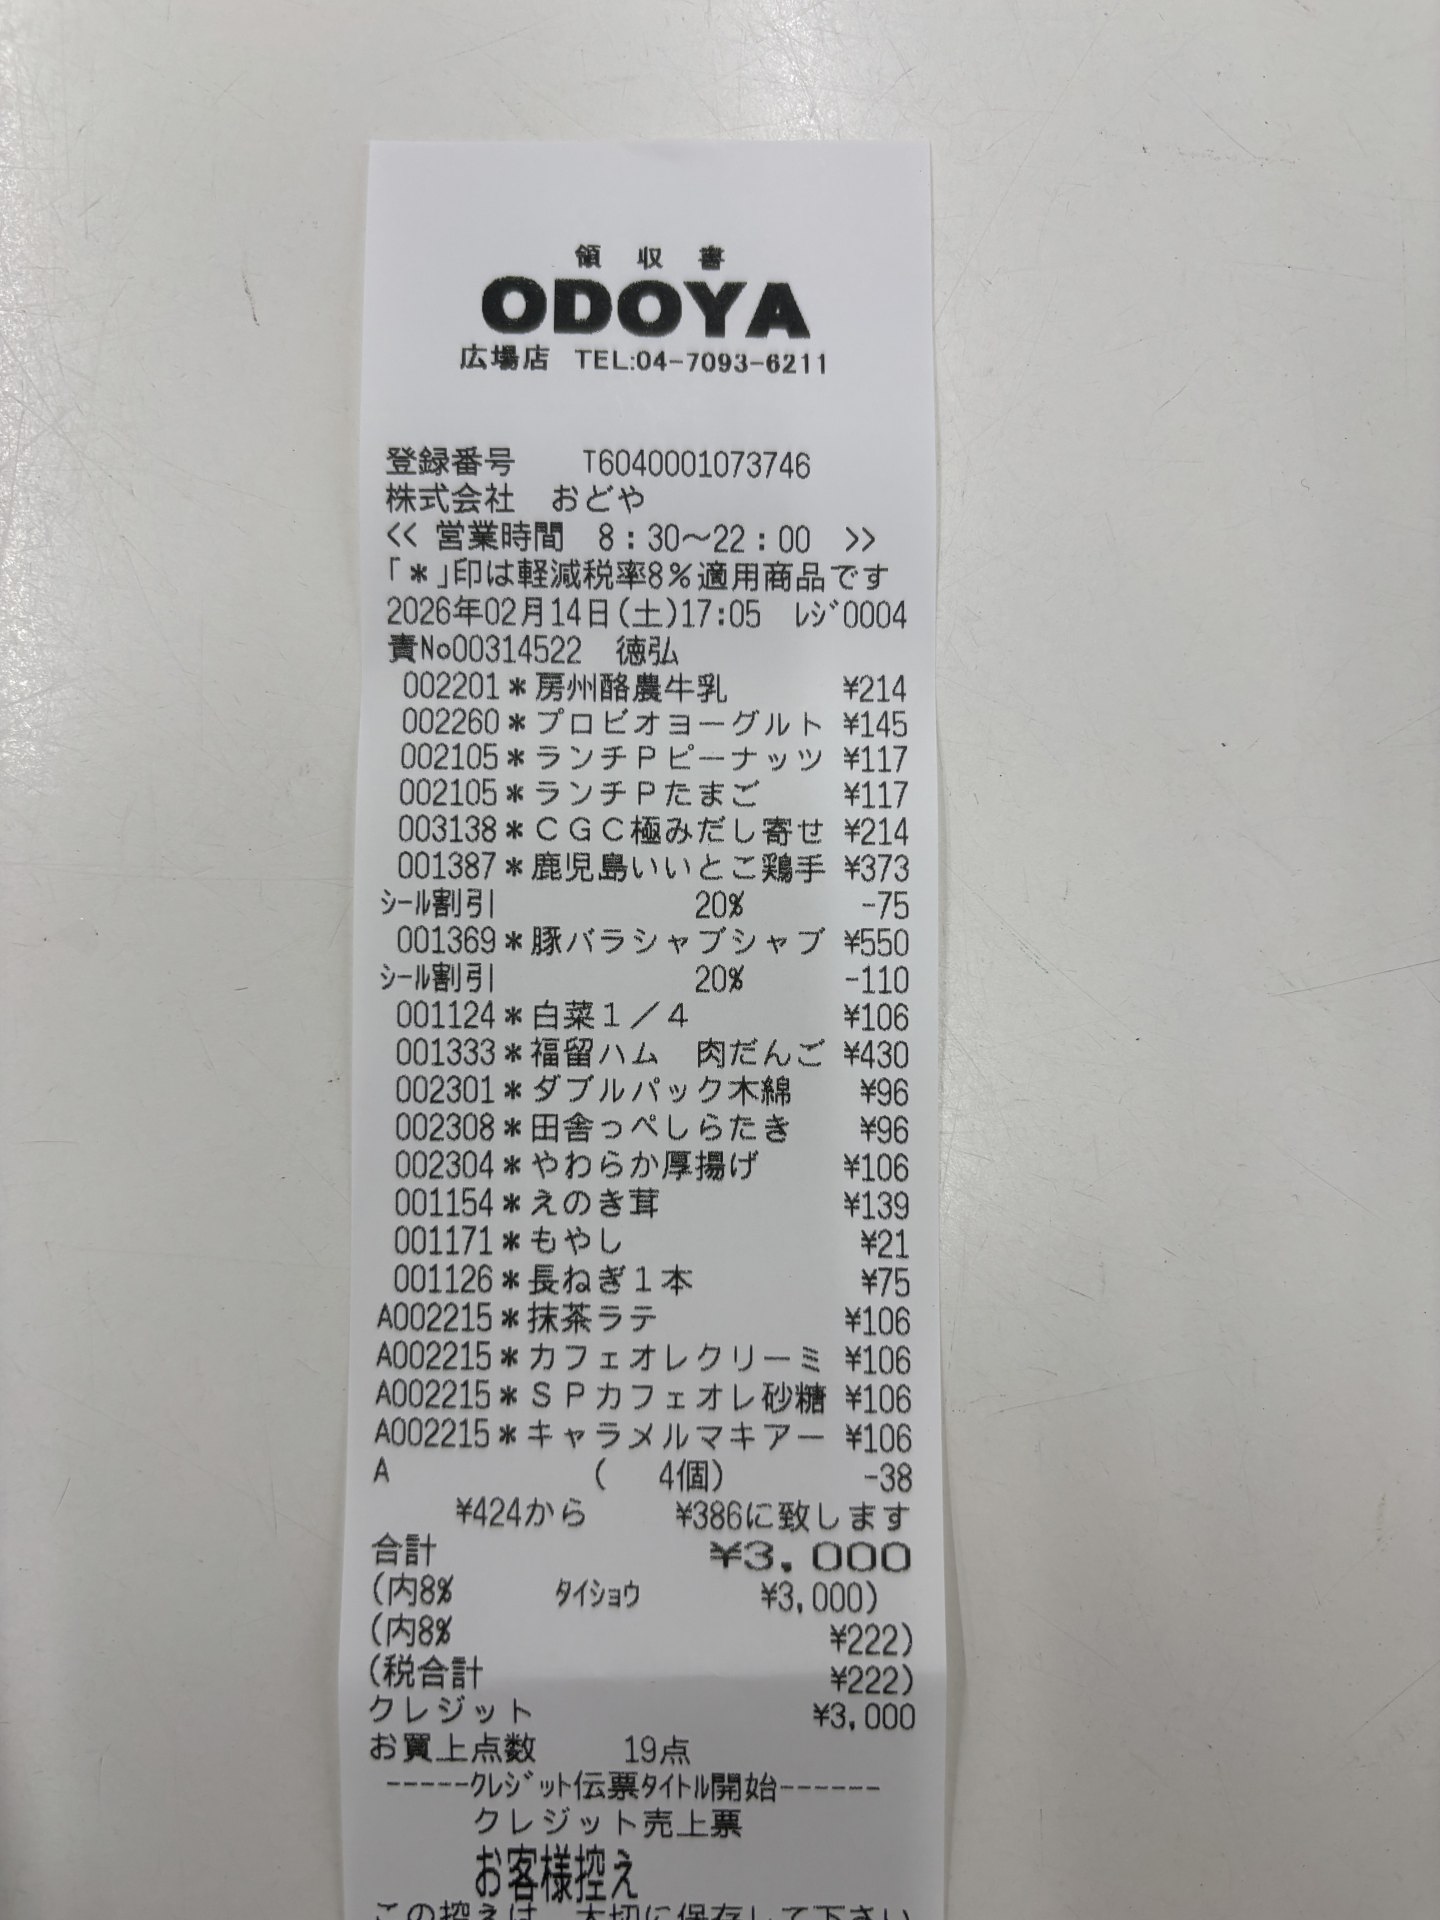 領収書
ODOYA
広場店 TEL:04-7093-6211
登録番号 T6040001073746
株式会社 おどや
<< 営業時間 8:30～22:00 >>
「*」印は軽減税率8%適用商品です
2026年02月14日(土)17:05 ﾚｼﾞ0004
責No00314522 徳弘
002201*房州酪農牛乳 ¥214
002260*プロビオヨーグルト ¥145
002105*ランチPピーナッツ ¥117
002105*ランチPたまご ¥117
003138*CGC極みだし寄せ ¥214
001387*鹿児島いいとこ鶏手 ¥373
ｼｰﾙ割引 20% -75
001369*豚バラシャブシャブ ¥550
ｼｰﾙ割引 20% -110
001124*白菜1/4 ¥106
001333*福留ハム 肉だんご ¥430
002301*ダブルパック木綿 ¥96
002308*田舎っぺしらたき ¥96
002304*やわらか厚揚げ ¥106
001154*えのき茸 ¥139
001171*もやし ¥21
001126*長ねぎ1本 ¥75
A002215*抹茶ラテ ¥106
A002215*カフェオレクリーミ ¥106
A002215*SPカフェオレ砂糖 ¥106
A002215*キャラメルマキアー ¥106
A ( 4個) -38
¥424から ¥386に致します
合計 ¥3,000
(内8% ﾀｲｼｮｳ ¥3,000)
(内8% ¥222)
(税合計 ¥222)
クレジット ¥3,000
お買上点数 19点
-----ｸﾚｼﾞｯﾄ伝票ﾀｲﾄﾙ開始------
クレジット売上票
お客様控え
この控えは、大切に保存して下さい